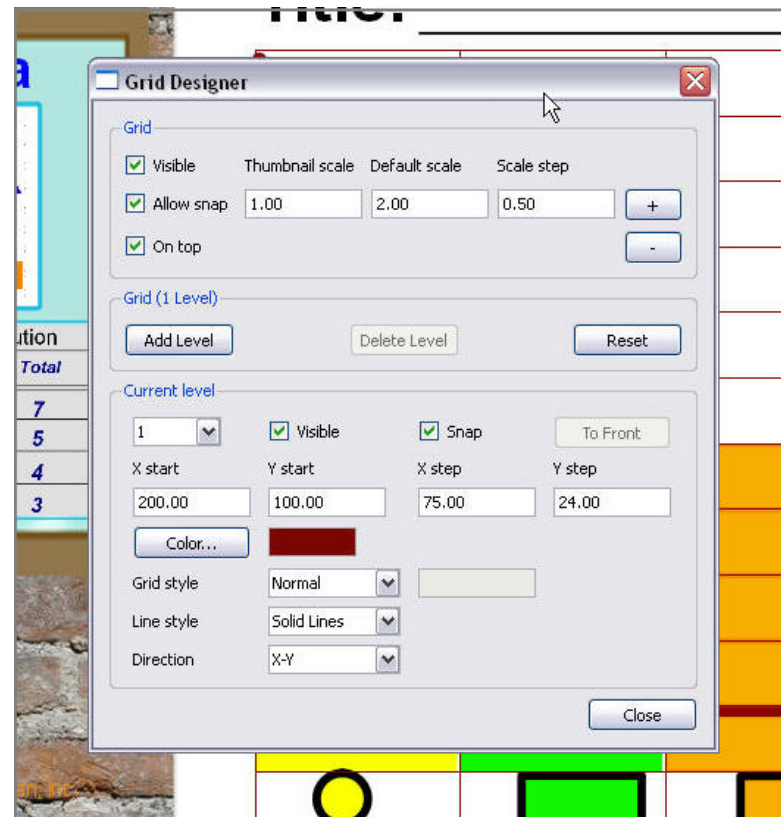 Title:
a
Grid Designer
Grid
Visible Thumbnail scale Default scale Scale step
Allow snap 1.00 2.00 0.50 +
On top -
Grid (1 Level)
ution
Add Level Delete Level Reset
Total
Current level
7
1 Visible Snap To Front
5
X start Y start X step Y step
4
200.00 100.00 75.00 24.00
3
Color...
Grid style Normal
Line style Solid Lines
Direction X-Y
Close
an, Inc.